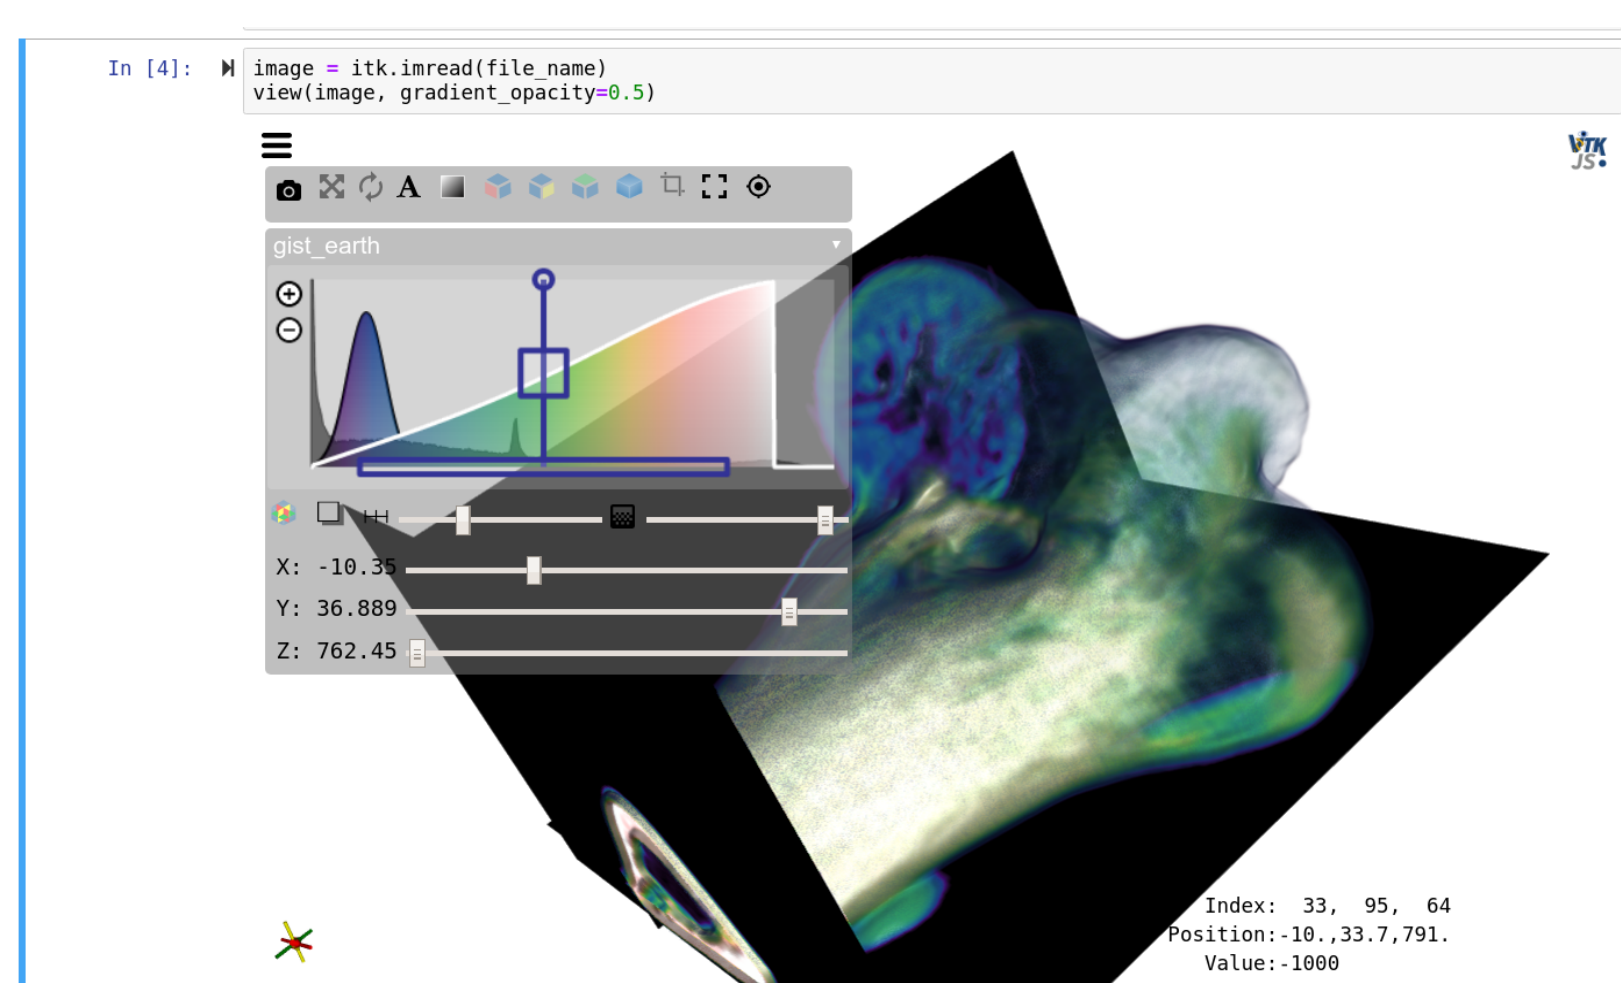 In [4]:
image = itk.imread(file_name)
view(image, gradient_opacity=0.5)
VTK
JS
A
gist_earth
X: -10.35
Y: 36.889
Z: 762.45
Index: 33, 95, 64
Position:-10.,33.7,791.
Value:-1000